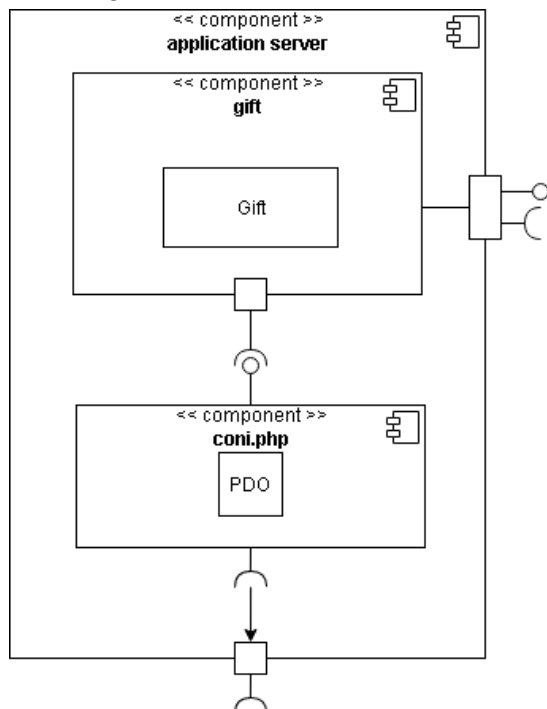 << component >>
application server
<< component >>
gift
Gift
<< component >>
coni.php
PDO